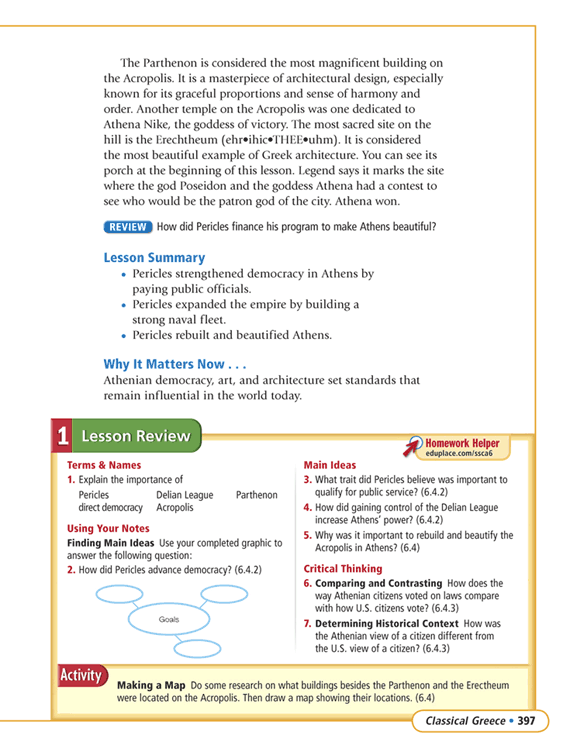 The Parthenon is considered the most magnificent building on
the Acropolis. It is a masterpiece of architectural design, especially
known for its graceful proportions and sense of harmony and
order. Another temple on the Acropolis was one dedicated to
Athena Nike, the goddess of victory. The most sacred site on the
hill is the Erechtheum (ehr•ihic•THEE•uhm). It is considered
the most beautiful example of Greek architecture. You can see its
porch at the beginning of this lesson. Legend says it marks the site
where the god Poseidon and the goddess Athena had a contest to
see who would be the patron god of the city. Athena won.
REVIEW How did Pericles finance his program to make Athens beautiful?
Lesson Summary
• Pericles strengthened democracy in Athens by
paying public officials.
• Pericles expanded the empire by building a
strong naval fleet.
• Pericles rebuilt and beautified Athens.
Why It Matters Now . . .
Athenian democracy, art, and architecture set standards that
remain influential in the world today.
1 Lesson Review
Homework Helper
eduplace.com/ssca6
Terms & Names
1. Explain the importance of
Pericles Delian League Parthenon
direct democracy Acropolis
Using Your Notes
Finding Main Ideas Use your completed graphic to
answer the following question:
2. How did Pericles advance democracy? (6.4.2)
Goals
Main Ideas
3. What trait did Pericles believe was important to
qualify for public service? (6.4.2)
4. How did gaining control of the Delian League
increase Athens' power? (6.4.2)
5. Why was it important to rebuild and beautify the
Acropolis in Athens? (6.4)
Critical Thinking
6. Comparing and Contrasting How does the
way Athenian citizens voted on laws compare
with how U.S. citizens vote? (6.4.3)
7. Determining Historical Context How was
the Athenian view of a citizen different from
the U.S. view of a citizen? (6.4.3)
Activity
Making a Map Do some research on what buildings besides the Parthenon and the Erectheum
were located on the Acropolis. Then draw a map showing their locations. (6.4)
Classical Greece • 397